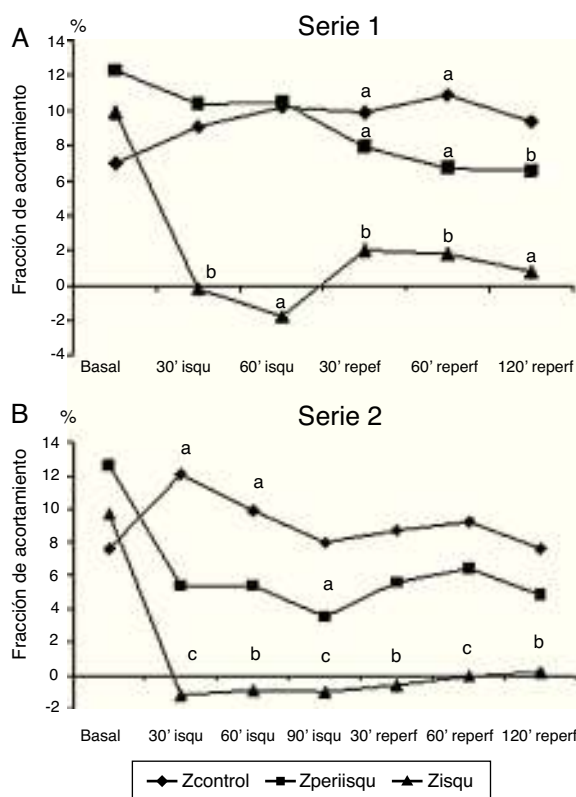 A
%
Serie 1
Fracción de acortamiento
14
12
10
8
6
4
2
0
-2
-4
a
a
a
a
b
b
b
b
a
a
Basal 30' isqu 60' isqu 30' repef 60' reperf 120' reperf
B
%
Serie 2
Fracción de acortamiento
14
12
10
8
6
4
2
0
-2
a
a
a
c b c b c b
Basal 30' isqu 60' isqu 90' isqu 30' reperf 60' reperf 120' reperf
Zcontrol Zperiisqu Zisqu